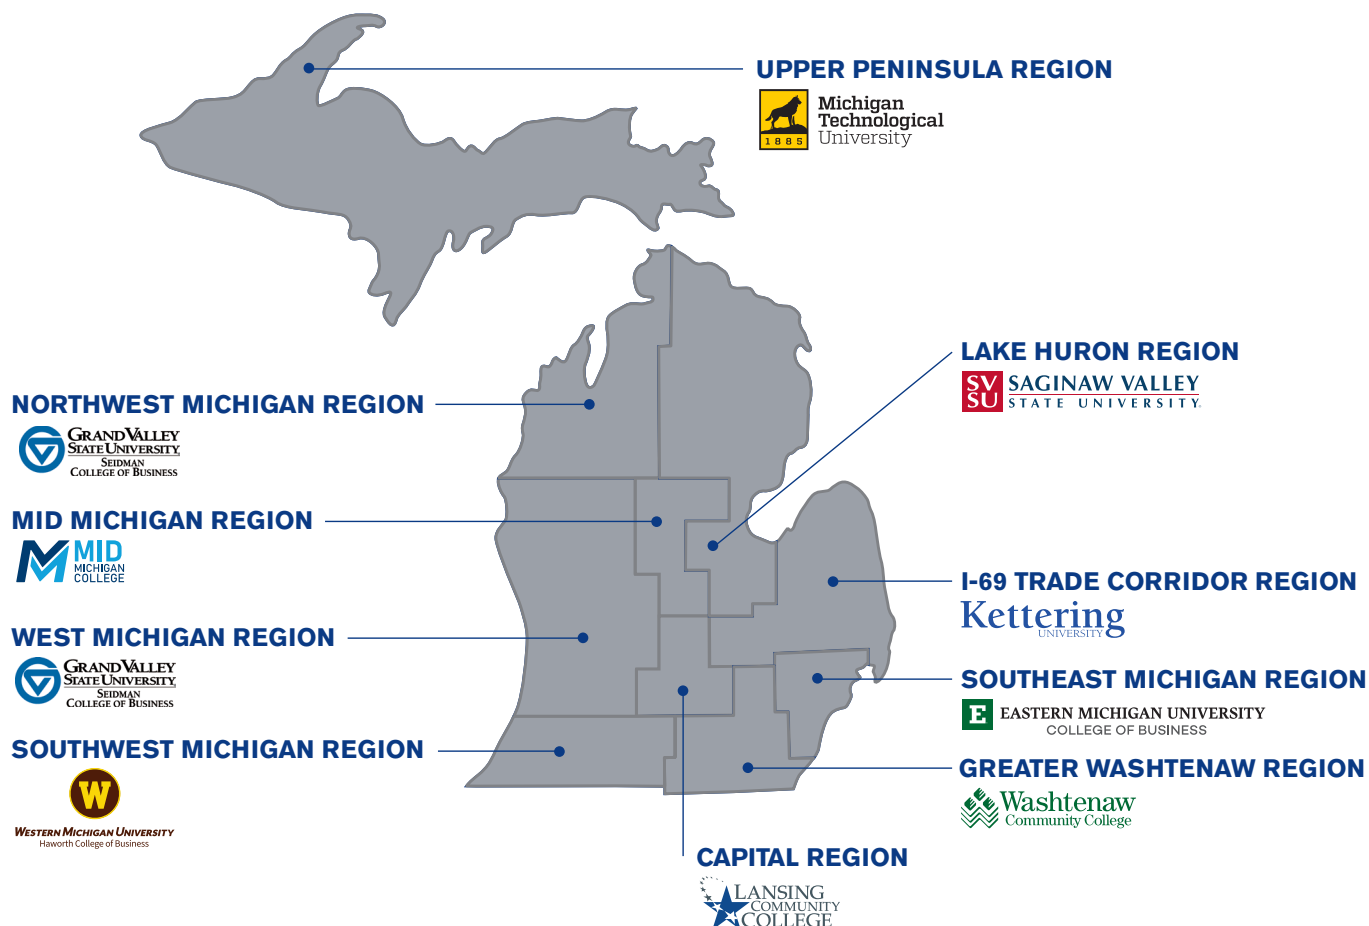 UPPER PENINSULA REGION
Michigan
Technological
University
1885
LAKE HURON REGION
SV
SU
SAGINAW VALLEY
STATE UNIVERSITY
NORTHWEST MICHIGAN REGION
GRAND VALLEY
STATE UNIVERSITY
SEIDMAN
COLLEGE OF BUSINESS
MID MICHIGAN REGION
MID
MICHIGAN
COLLEGE
I-69 TRADE CORRIDOR REGION
Kettering
UNIVERSITY
WEST MICHIGAN REGION
GRAND VALLEY
STATE UNIVERSITY
SEIDMAN
COLLEGE OF BUSINESS
SOUTHEAST MICHIGAN REGION
E
EASTERN MICHIGAN UNIVERSITY
COLLEGE OF BUSINESS
SOUTHWEST MICHIGAN REGION
W
WESTERN MICHIGAN UNIVERSITY
Haworth College of Business
GREATER WASHTENAW REGION
Washtenaw
Community College
CAPITAL REGION
LANSING
COMMUNITY
COLLEGE